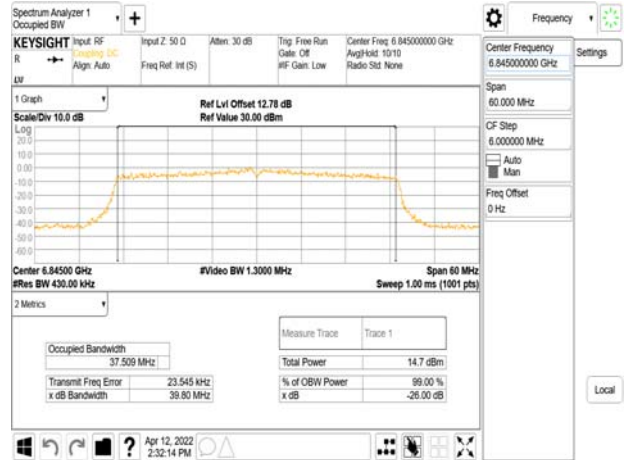 Spectrum Analyzer 1
Occupied BW
+
Frequency
KEYSIGHT
Input: RF
Coupling: DC
Align: Auto
Input Z: 50 Ω
Freq Ref: Int (S)
Atten: 30 dB
Trig: Free Run
Gate: Off
#IF Gain: Low
Center Freq: 6.845000000 GHz
Avg|Hold: 10/10
Radio Std: None
R
Center Frequency
6.845000000 GHz
Settings
Span
60.000 MHz
CF Step
6.000000 MHz
Auto
Man
Freq Offset
0 Hz
Local
1 Graph
Ref Lvl Offset 12.78 dB
Scale/Div 10.0 dB
Ref Value 30.00 dBm
Log
20.0
10.0
0.00
-10.0
-20.0
-30.0
-40.0
-50.0
-60.0
Center 6.84500 GHz
#Video BW 1.3000 MHz
Span 60 MHz
#Res BW 430.00 kHz
Sweep 1.00 ms (1001 pts)
2 Metrics
Measure Trace
Trace 1
Occupied Bandwidth
37.509 MHz
Total Power
14.7 dBm
Transmit Freq Error
23.545 kHz
% of OBW Power
99.00 %
x dB Bandwidth
39.80 MHz
x dB
-26.00 dB
?
Apr 12, 2022
2:32:14 PM